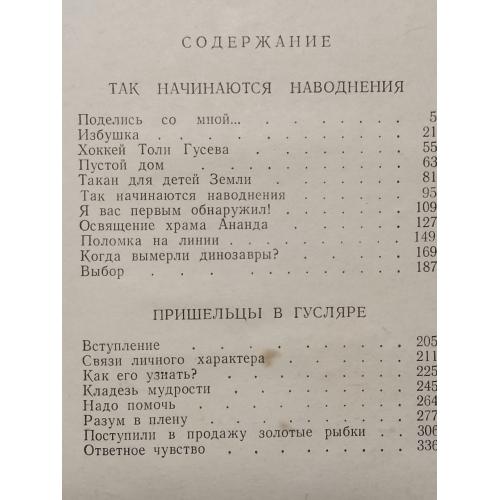 СОДЕРЖАНИЕ
ТАК НАЧИНАЮТСЯ НАВОДНЕНИЯ
Поделись со мной... . . . . . . . 5
Избушка . . . . . . . . . . . 21
Хоккей Толи Гусева . . . . . . . 55
Пустой дом . . . . . . . . . 63
Такан для детей Земли . . . . . . 81
Так начинаются наводнения . . . . . 95
Я вас первым обнаружил! . . . . . . 109
Освящение храма Ананда . . . . . . 127
Поломка на линии . . . . . . . . 149
Когда вымерли динозавры? . . . . . . 169
Выбор . . . . . . . . . . . 187
ПРИШЕЛЬЦЫ В ГУСЛЯРЕ
Вступление . . . . . . . . . 205
Связи личного характера . . . . . . 211
Как его узнать? . . . . . . . . 225
Кладезь мудрости . . . . . . . . 245
Надо помочь . . . . . . . . . 264
Разум в плену . . . . . . . . . 277
Поступили в продажу золотые рыбки . . 306
Ответное чувство . . . . . . . . 336